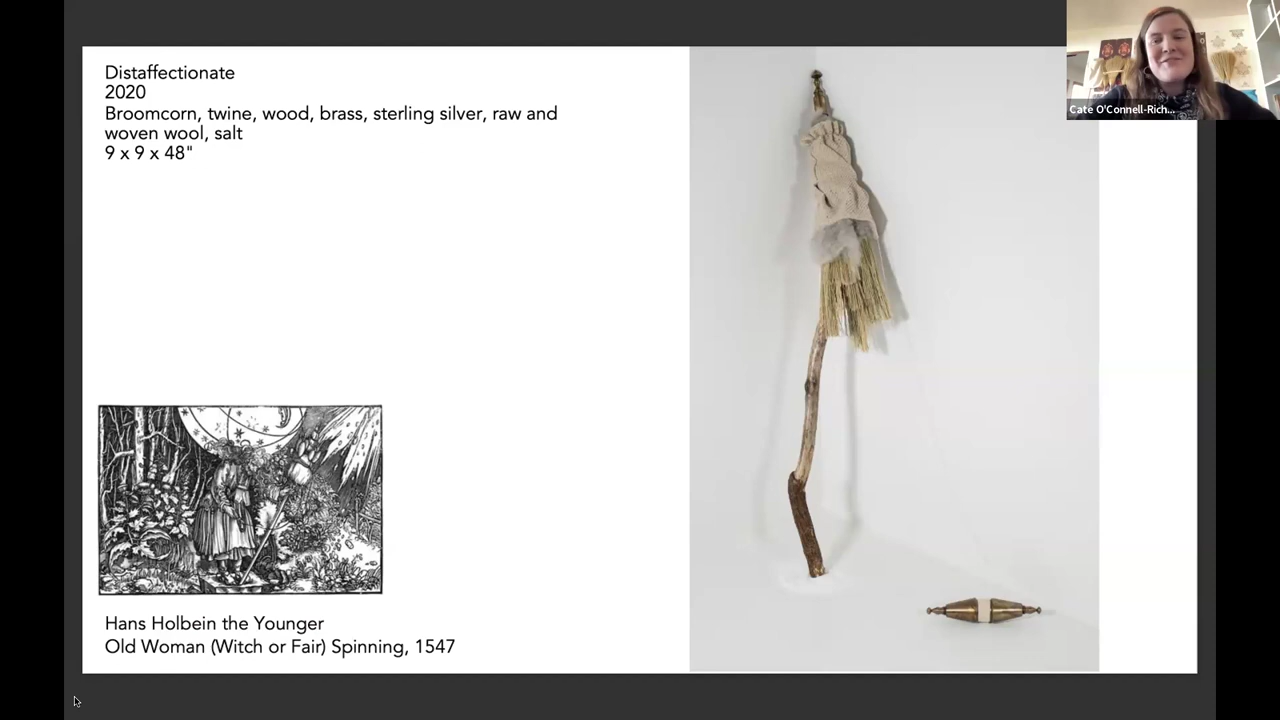 Distaffectionate
2020
Broomcorn, twine, wood, brass, sterling silver, raw and
woven wool, salt
9 x 9 x 48"
Hans Holbein the Younger
Old Woman (Witch or Fair) Spinning, 1547
Cate O'Connell-Rich...